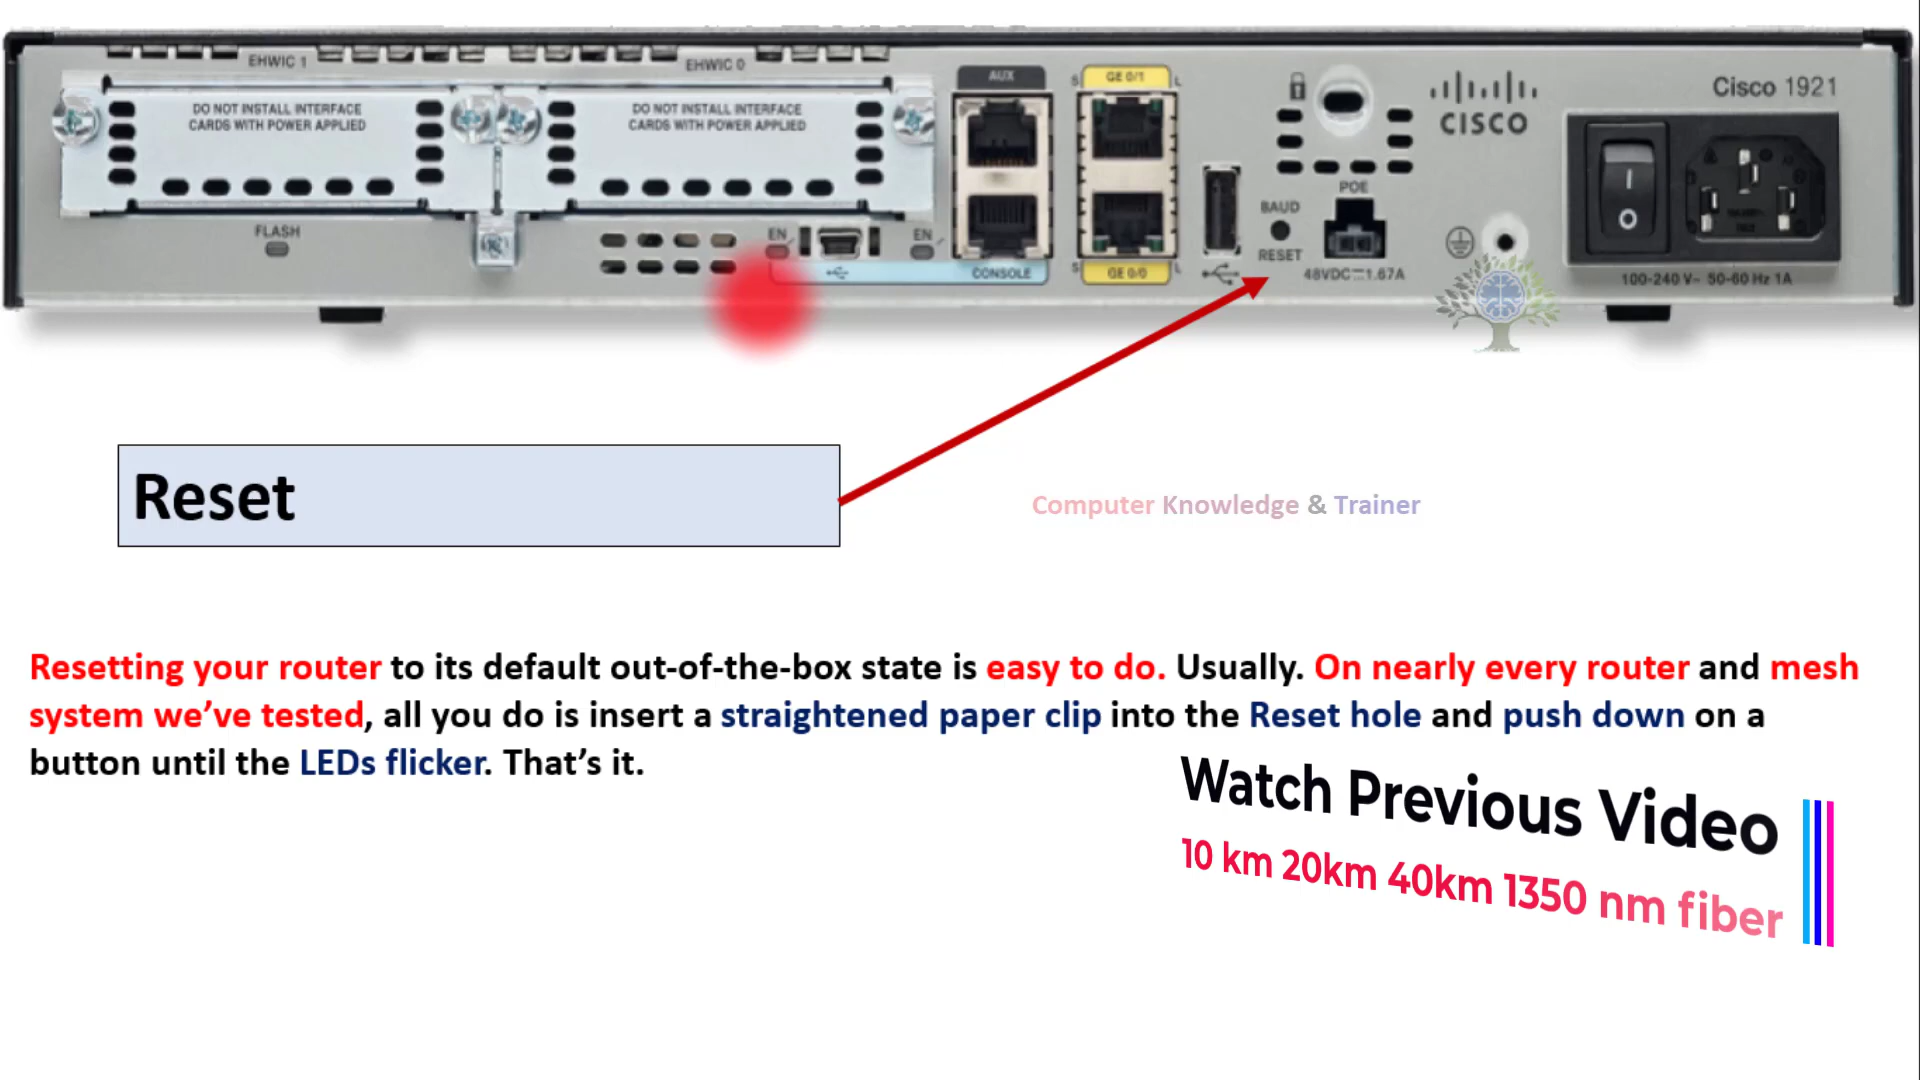 EHWIC 1
EHWIC 0
DO NOT INSTALL INTERFACE
CARDS WITH POWER APPLIED
DO NOT INSTALL INTERFACE
CARDS WITH POWER APPLIED
AUX
S GE 0/1 L
CISCO
Cisco 1921
POE
BAUD
FLASH
EN
EN
RESET
CONSOLE
S GE 0/0 L
48VDC 1.67A
100-240 V~ 50-60 Hz 1A
Reset
Computer Knowledge & Trainer
Resetting your router to its default out-of-the-box state is easy to do. Usually. On nearly every router and mesh
system we’ve tested, all you do is insert a straightened paper clip into the Reset hole and push down on a
button until the LEDs flicker. That’s it.
Watch Previous Video
10 km 20km 40km 1350 nm fiber